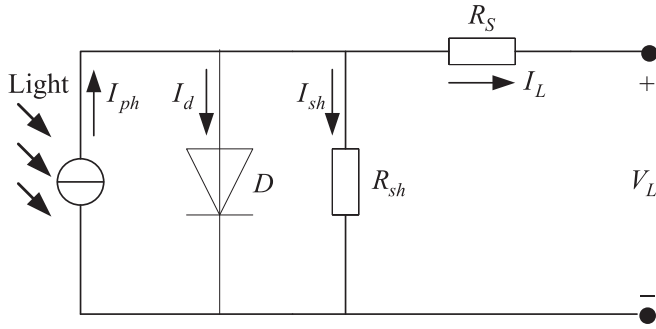 R_S
Light
I_ph
I_d
I_sh
I_L
+
D
R_sh
V_L
−